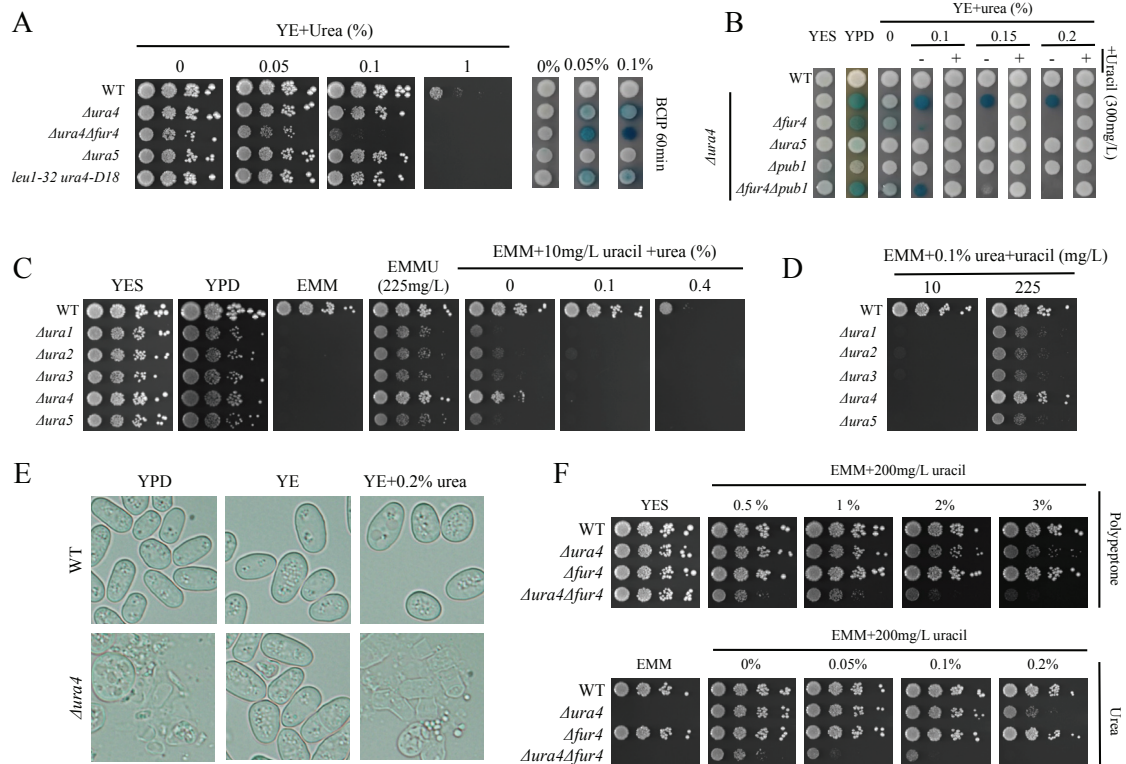 A
YE+Urea (%)
0 0.05 0.1 1
0% 0.05% 0.1%
WT
Δura4
Δura4Δfur4
Δura5
leu1-32 ura4-D18
BCIP 60min
B
YE+urea (%)
YES YPD 0 0.1 0.15 0.2
- + - + - +
+Uracil (300mg/L)
WT
Δura4
Δfur4
Δura5
Δpub1
Δfur4Δpub1
C
YES YPD EMM
EMMU
(225mg/L)
EMM+10mg/L uracil +urea (%)
0 0.1 0.4
WT
Δura1
Δura2
Δura3
Δura4
Δura5
D
EMM+0.1% urea+uracil (mg/L)
10 225
WT
Δura1
Δura2
Δura3
Δura4
Δura5
E
YPD YE YE+0.2% urea
WT
Δura4
F
EMM+200mg/L uracil
YES 0.5 % 1 % 2% 3%
WT
Δura4
Δfur4
Δura4Δfur4
Polypeptone
EMM+200mg/L uracil
EMM 0% 0.05% 0.1% 0.2%
WT
Δura4
Δfur4
Δura4Δfur4
Urea